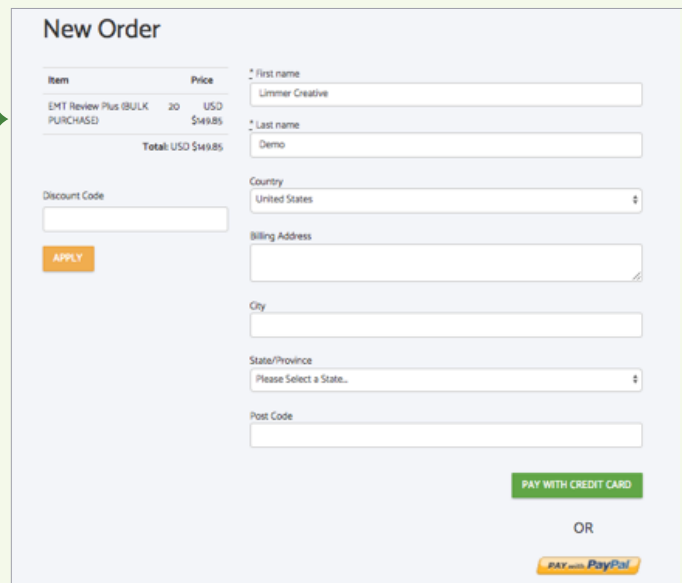 New Order
Item Price
EMT Review Plus (BULK 20 USD
PURCHASE) $149.85
Total: USD $149.85
Discount Code
APPLY
* First name
Limmer Creative
* Last name
Demo
Country
United States
Billing Address
City
State/Province
Please Select a State...
Post Code
PAY WITH CREDIT CARD
OR
PAY with PayPal